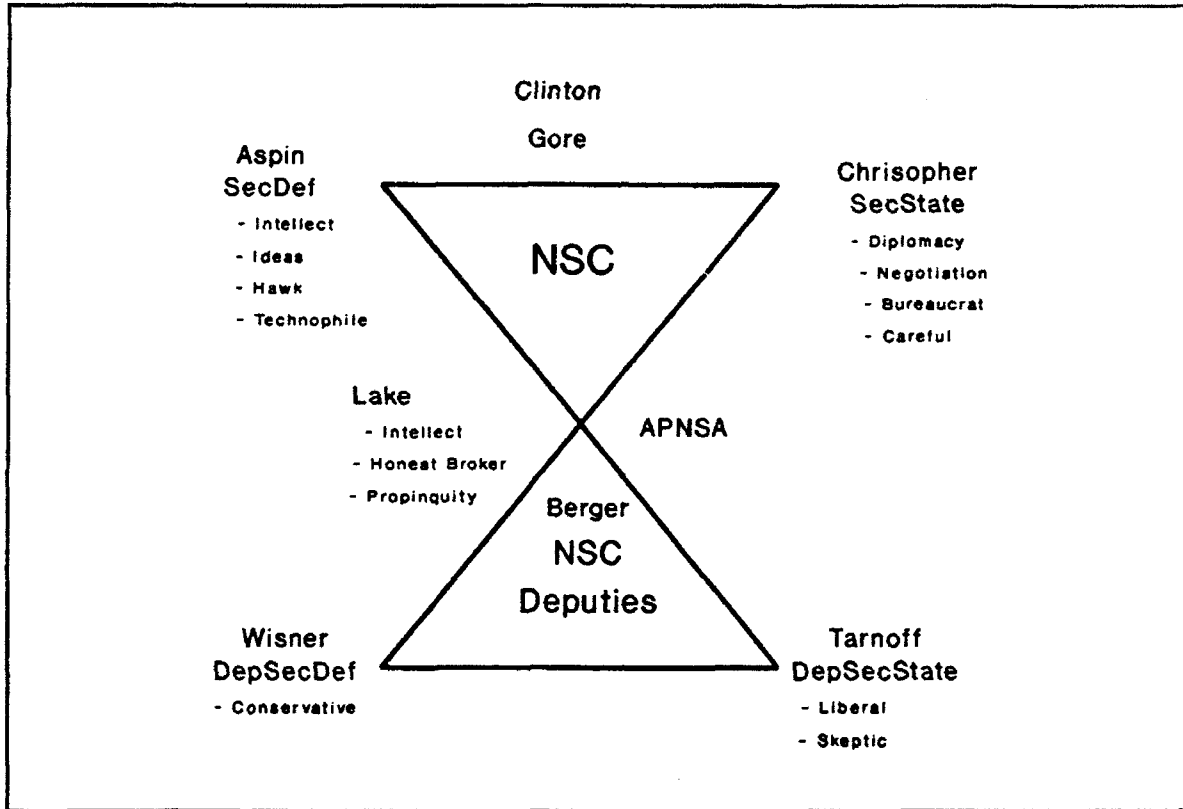 Clinton
Gore
Aspin
SecDef
- Intellect
- Ideas
- Hawk
- Technophile
Chrisopher
SecState
- Diplomacy
- Negotiation
- Bureaucrat
- Careful
NSC
Lake
- Intellect
- Honest Broker
- Propinquity
APNSA
Berger
NSC
Deputies
Wisner
DepSecDef
- Conservative
Tarnoff
DepSecState
- Liberal
- Skeptic